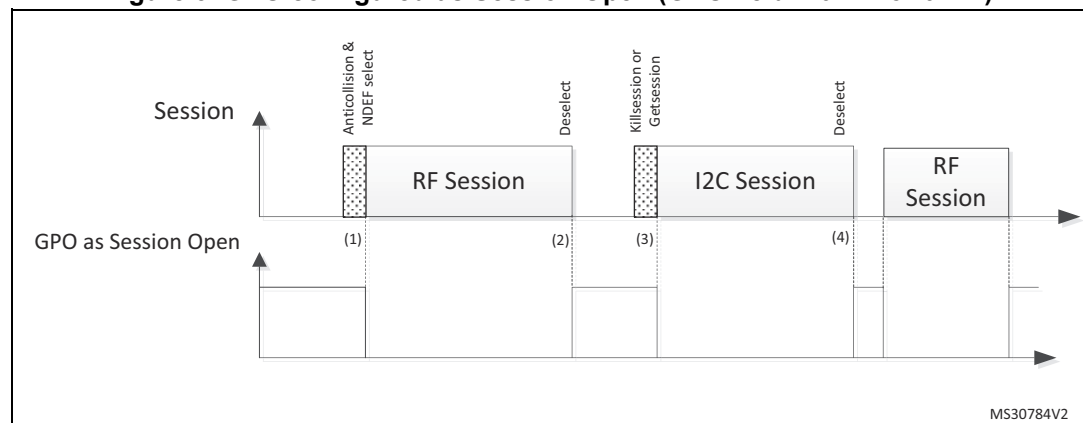 Anticollision &
NDEF select
Deselect
Killsession or
Getsession
Deselect
Session
RF Session
I2C Session
RF
Session
(1)
(2)
(3)
(4)
GPO as Session Open
MS30784V2